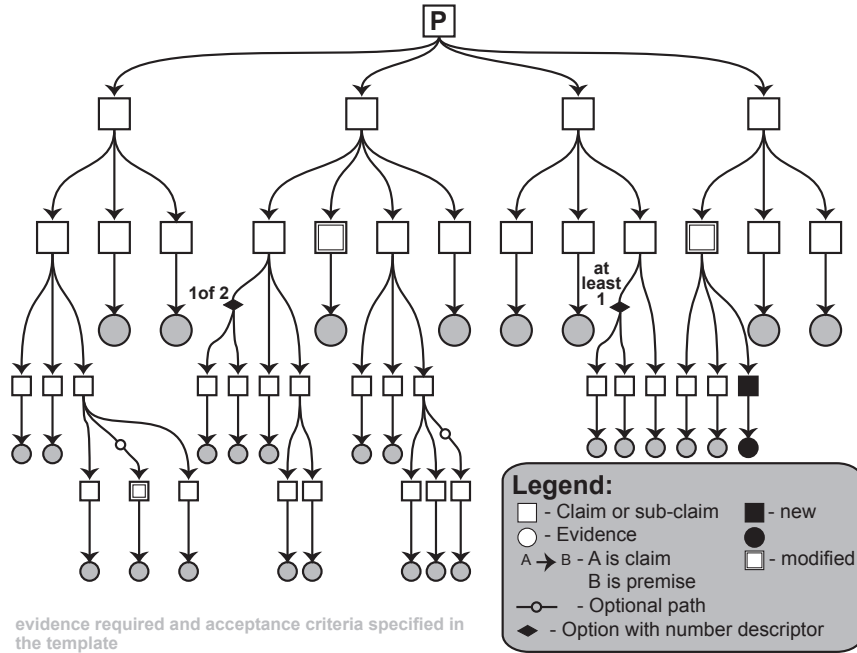 P
1of 2
at
least
1
Legend:
- Claim or sub-claim
- new
- Evidence
A B - A is claim
B is premise
- modified
- Optional path
- Option with number descriptor
evidence required and acceptance criteria specified in
the template